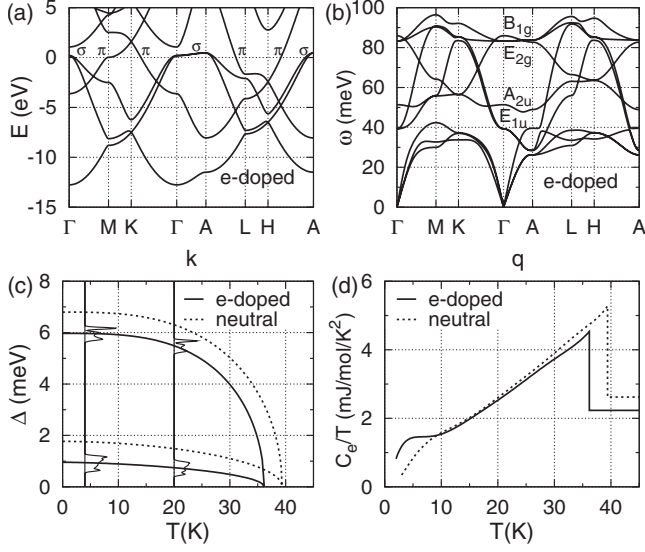 (a)
E (eV)
5
0
-5
-10
-15
σ π π π σ π π σ
e-doped
Γ M K Γ A L H A
k
(b)
ω (meV)
100
80
60
40
20
0
B1g
E2g
A2u
E1u
e-doped
Γ M K Γ A L H A
q
(c)
Δ (meV)
8
6
4
2
0
e-doped
neutral
0 10 20 30 40
T(K)
(d)
Ce/T (mJ/mol/K2)
6
4
2
0
e-doped
neutral
0 10 20 30 40
T(K)